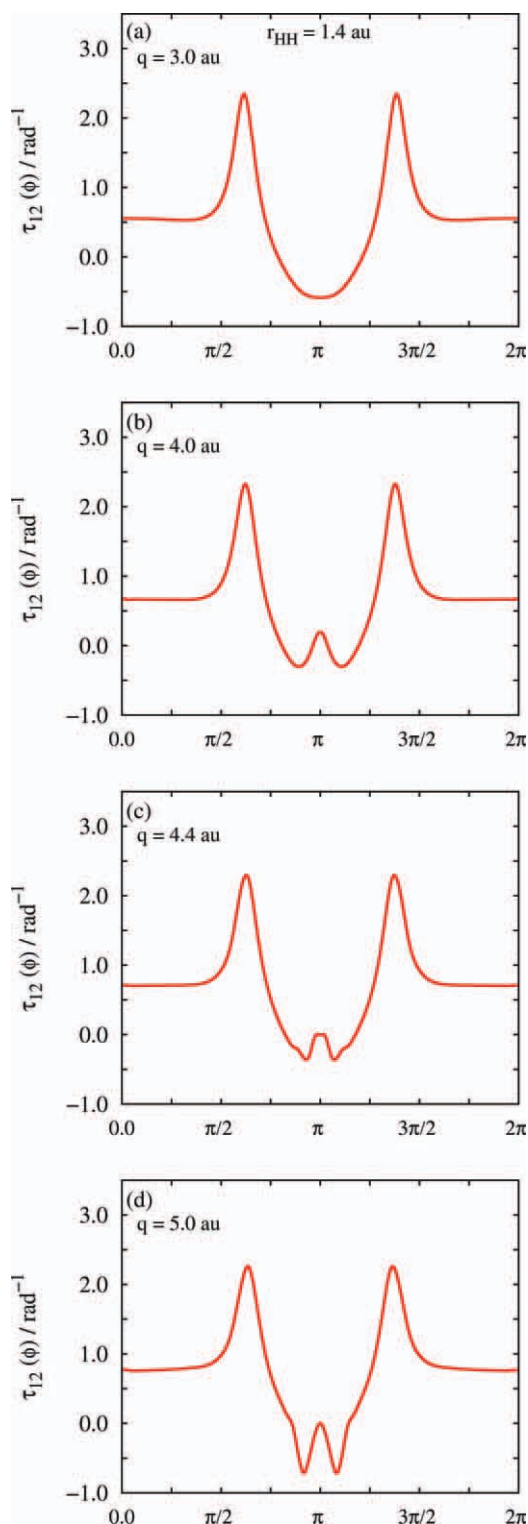 (a) r_HH = 1.4 au
q = 3.0 au
3.0
2.0
1.0
0.0
−1.0
τ₁₂ (ϕ) / rad⁻¹
0.0 π/2 π 3π/2 2π
(b)
q = 4.0 au
3.0
2.0
1.0
0.0
−1.0
τ₁₂ (ϕ) / rad⁻¹
0.0 π/2 π 3π/2 2π
(c)
q = 4.4 au
3.0
2.0
1.0
0.0
−1.0
τ₁₂ (ϕ) / rad⁻¹
0.0 π/2 π 3π/2 2π
(d)
q = 5.0 au
3.0
2.0
1.0
0.0
−1.0
τ₁₂ (ϕ) / rad⁻¹
0.0 π/2 π 3π/2 2π